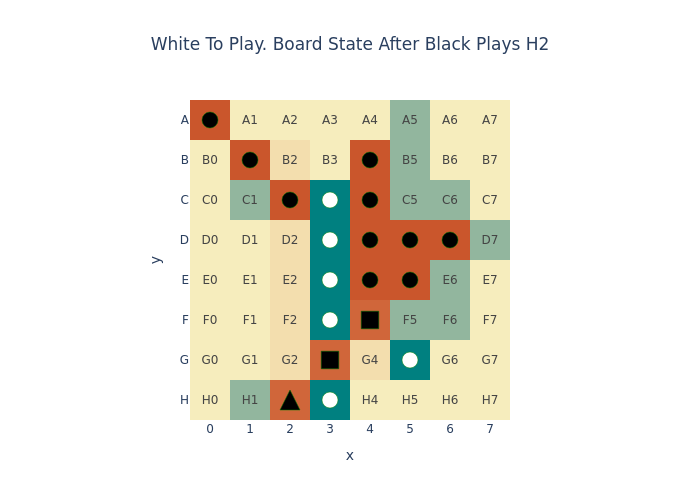 White To Play. Board State After Black Plays H2
A A1 A2 A3 A4 A5 A6 A7
B B0 B2 B3 B5 B6 B7
C C0 C1 C5 C6 C7
D D0 D1 D2 D7
E E0 E1 E2 E6 E7
F F0 F1 F2 F5 F6 F7
G G0 G1 G2 G4 G6 G7
H H0 H1 H4 H5 H6 H7
0 1 2 3 4 5 6 7
x
y